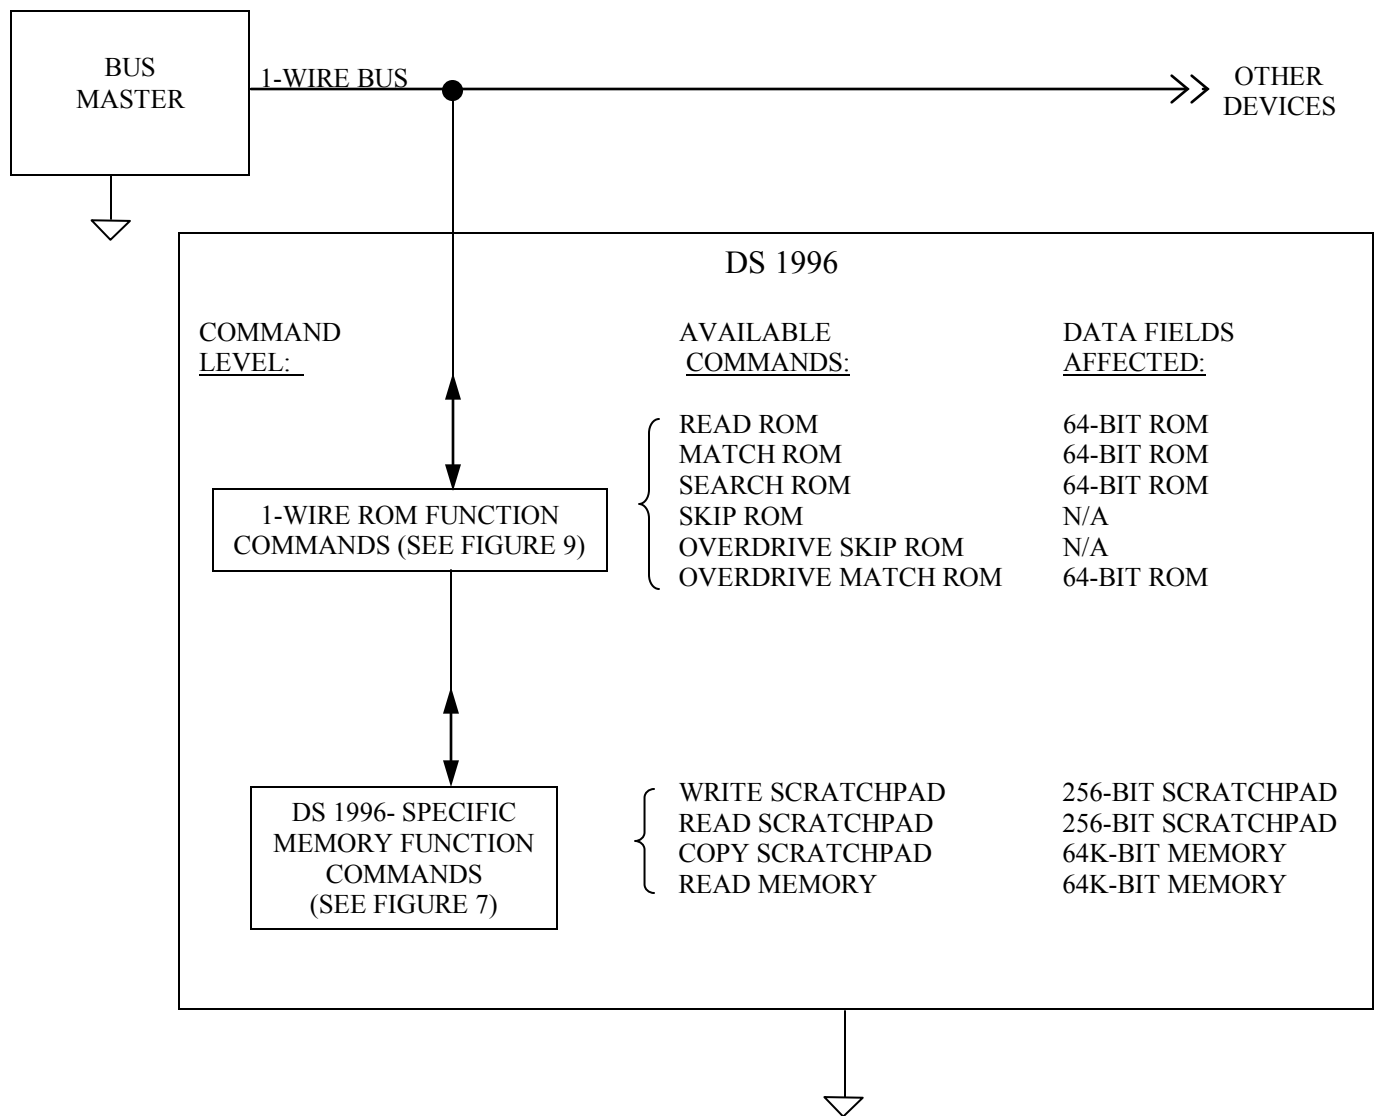 BUS
MASTER
1-WIRE BUS
OTHER
DEVICES
DS 1996
COMMAND
LEVEL:
AVAILABLE
COMMANDS:
DATA FIELDS
AFFECTED:
READ ROM 64-BIT ROM
MATCH ROM 64-BIT ROM
SEARCH ROM 64-BIT ROM
SKIP ROM N/A
OVERDRIVE SKIP ROM N/A
OVERDRIVE MATCH ROM 64-BIT ROM
1-WIRE ROM FUNCTION
COMMANDS (SEE FIGURE 9)
WRITE SCRATCHPAD 256-BIT SCRATCHPAD
READ SCRATCHPAD 256-BIT SCRATCHPAD
COPY SCRATCHPAD 64K-BIT MEMORY
READ MEMORY 64K-BIT MEMORY
DS 1996- SPECIFIC
MEMORY FUNCTION
COMMANDS
(SEE FIGURE 7)